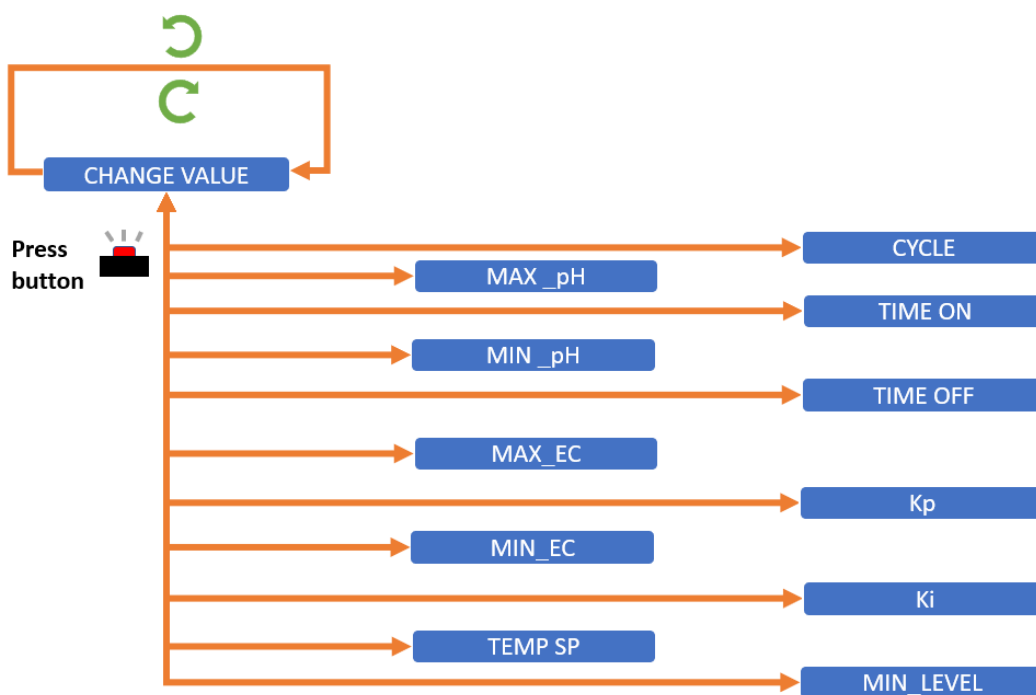 CHANGE VALUE
Press
button
CYCLE
MAX _pH
TIME ON
MIN _pH
TIME OFF
MAX_EC
Kp
MIN_EC
Ki
TEMP SP
MIN_LEVEL